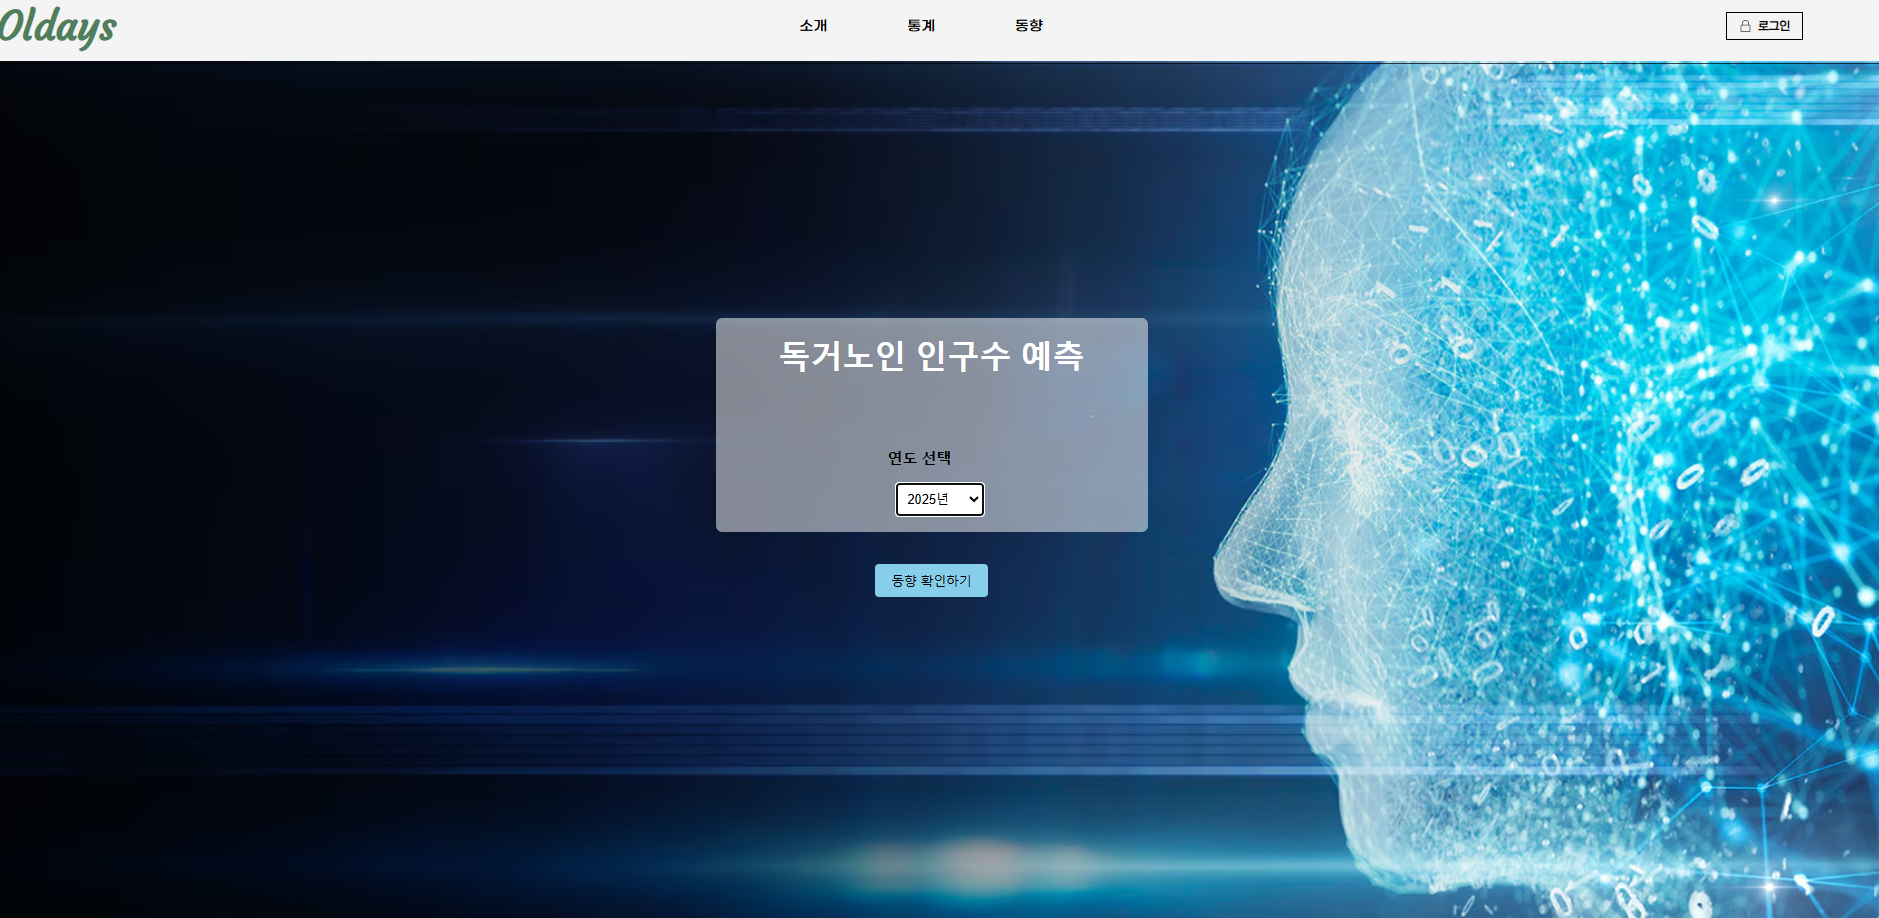 Oldays
소개 통계 동향
로그인
독거노인 인구수 예측
연도 선택
2025년
동향 확인하기